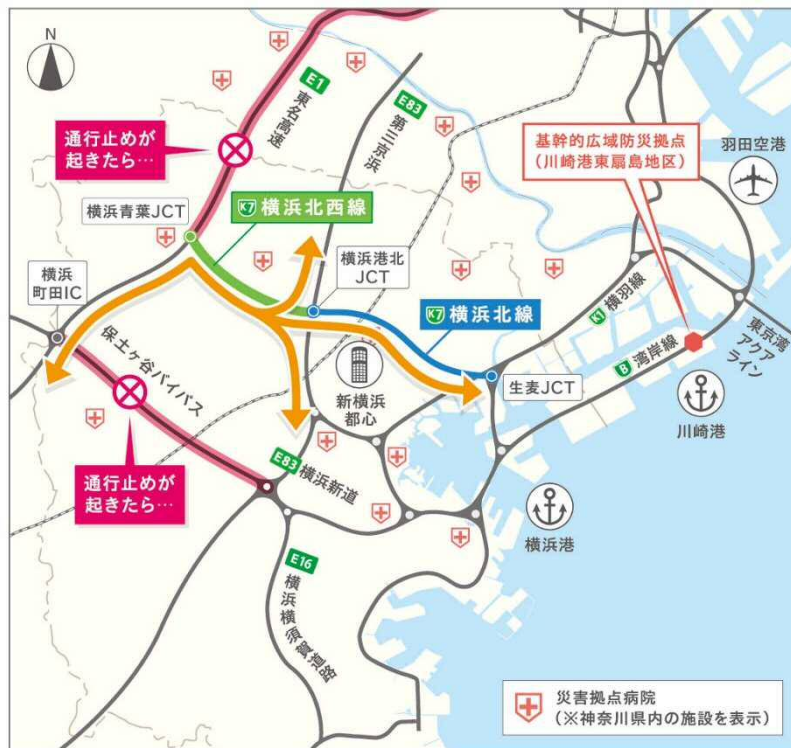 N
通行止めが
起きたら…
E1
東名高速
E83
第三京浜
基幹的広域防災拠点
(川崎港東扇島地区)
羽田空港
横浜青葉JCT
K7 横浜北西線
横浜
町田IC
横浜港北
JCT
K7 横浜北線
K1
横羽線
保土ヶ谷バイパス
新横浜
都心
生麦JCT
B
湾岸線
東京湾
アクア
ライン
川崎港
通行止めが
起きたら…
E83
横浜新道
横浜港
E16
横浜横須賀道路
災害拠点病院
(※神奈川県内の施設を表示)